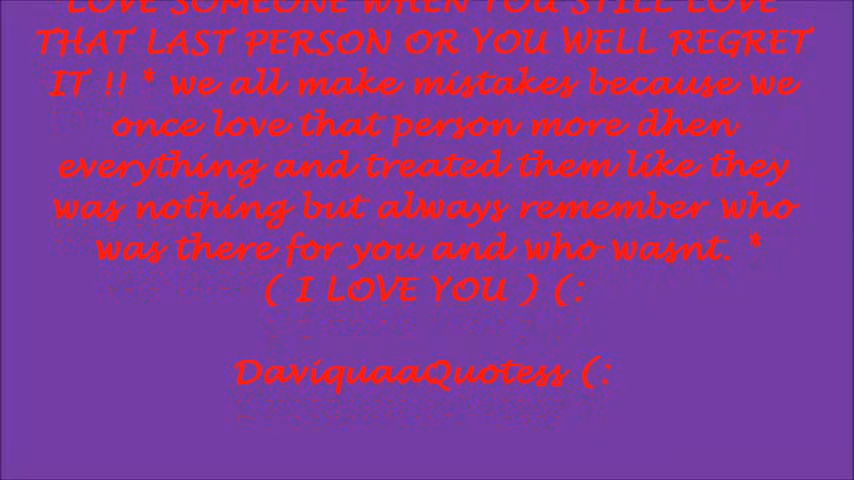 LOVE SOMEONE WHEN YOU STILL LOVE
THAT LAST PERSON OR YOU WELL REGRET
IT !! * we all make mistakes because we
once love that person more dhen
everything and treated them like they
was nothing but always remember who
was there for you and who wasnt. *
( I LOVE YOU ) (:
DaviquaaQuotess (: